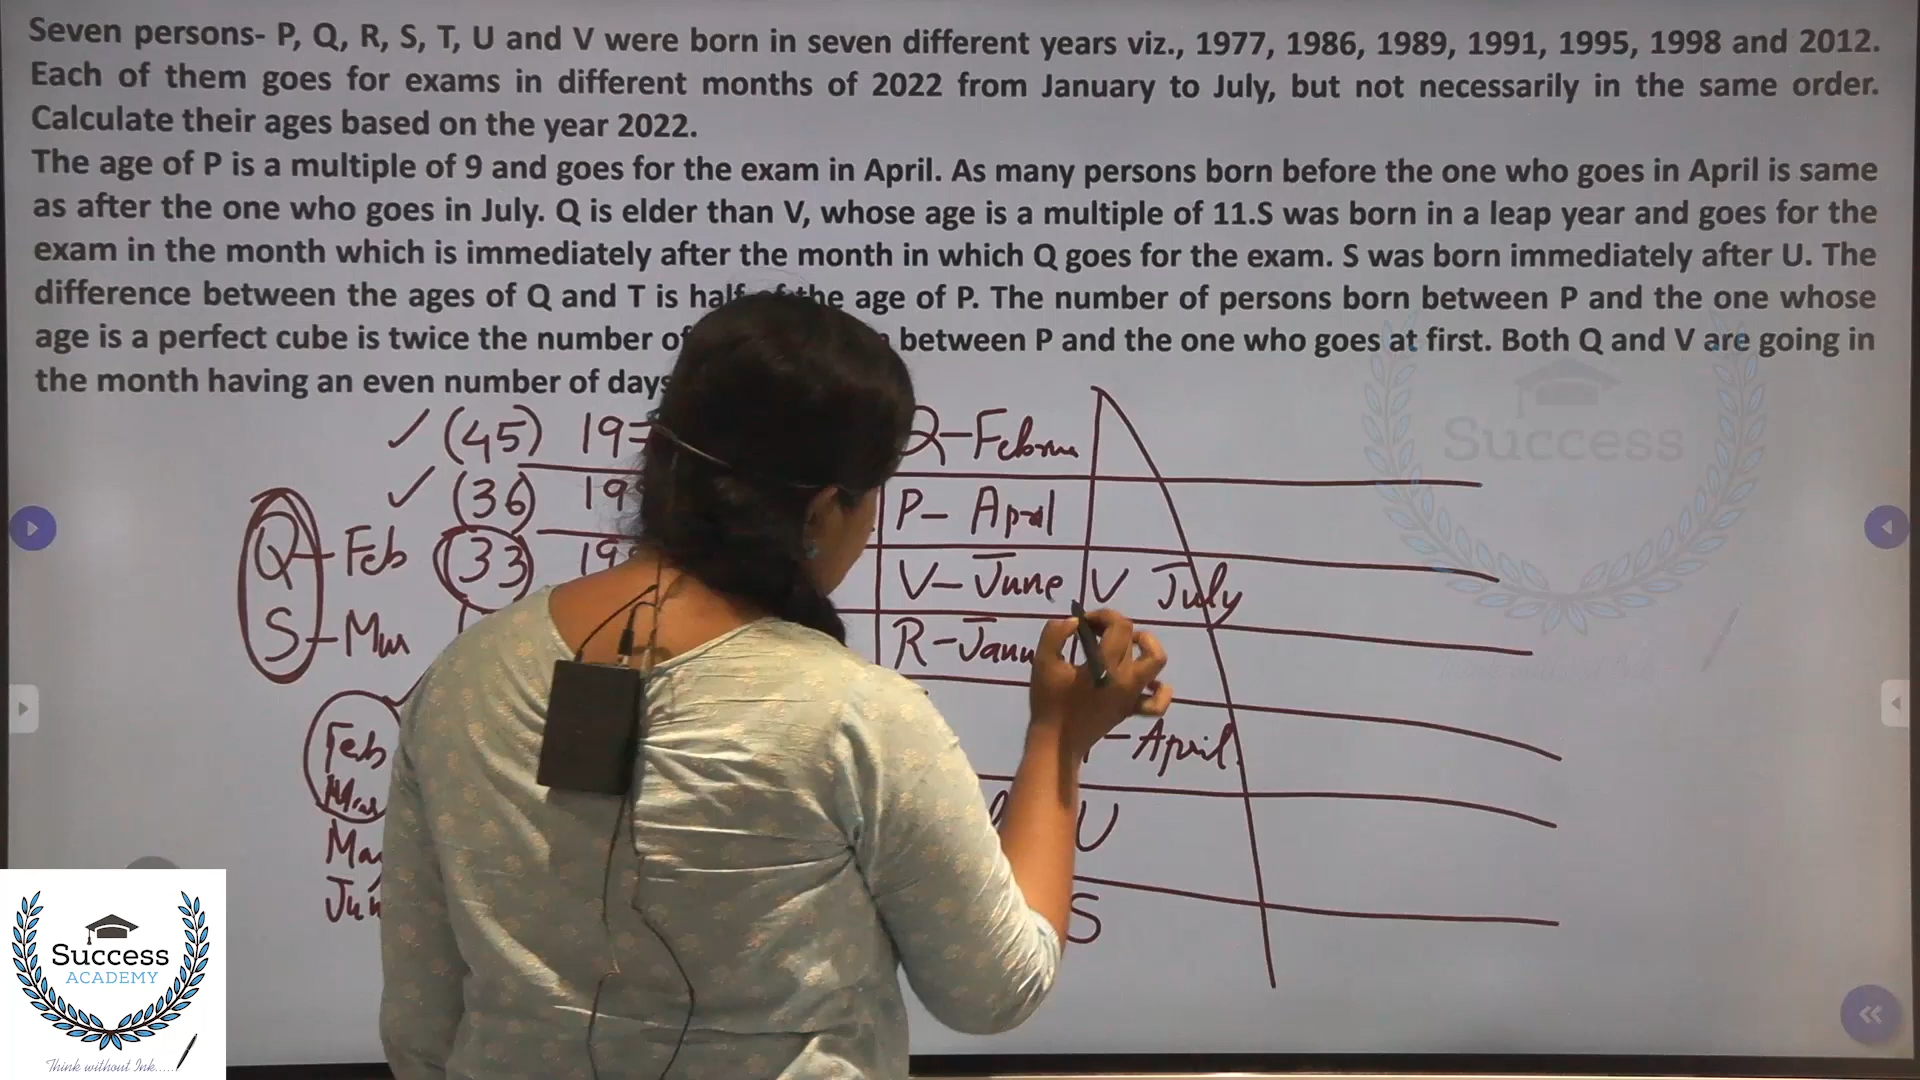 Seven persons- P, Q, R, S, T, U and V were born in seven different years viz., 1977, 1986, 1989, 1991, 1995, 1998 and 2012.
Each of them goes for exams in different months of 2022 from January to July, but not necessarily in the same order.
Calculate their ages based on the year 2022.
The age of P is a multiple of 9 and goes for the exam in April. As many persons born before the one who goes in April is same
as after the one who goes in July. Q is elder than V, whose age is a multiple of 11.S was born in a leap year and goes for the
exam in the month which is immediately after the month in which Q goes for the exam. S was born immediately after U. The
difference between the ages of Q and T is half the age of P. The number of persons born between P and the one whose
age is a perfect cube is twice the number between P and the one who goes at first. Both Q and V are going in
the month having an even number of days
✓ (45) 197 Q-Febru
✓ (36) 19 P- April
Q- Feb (33) 19 V- June V July
S- Mar R-Janu
Feb -April
Mar
Ma U
Jun
S
Success
Success
ACADEMY
Think without Ink.....